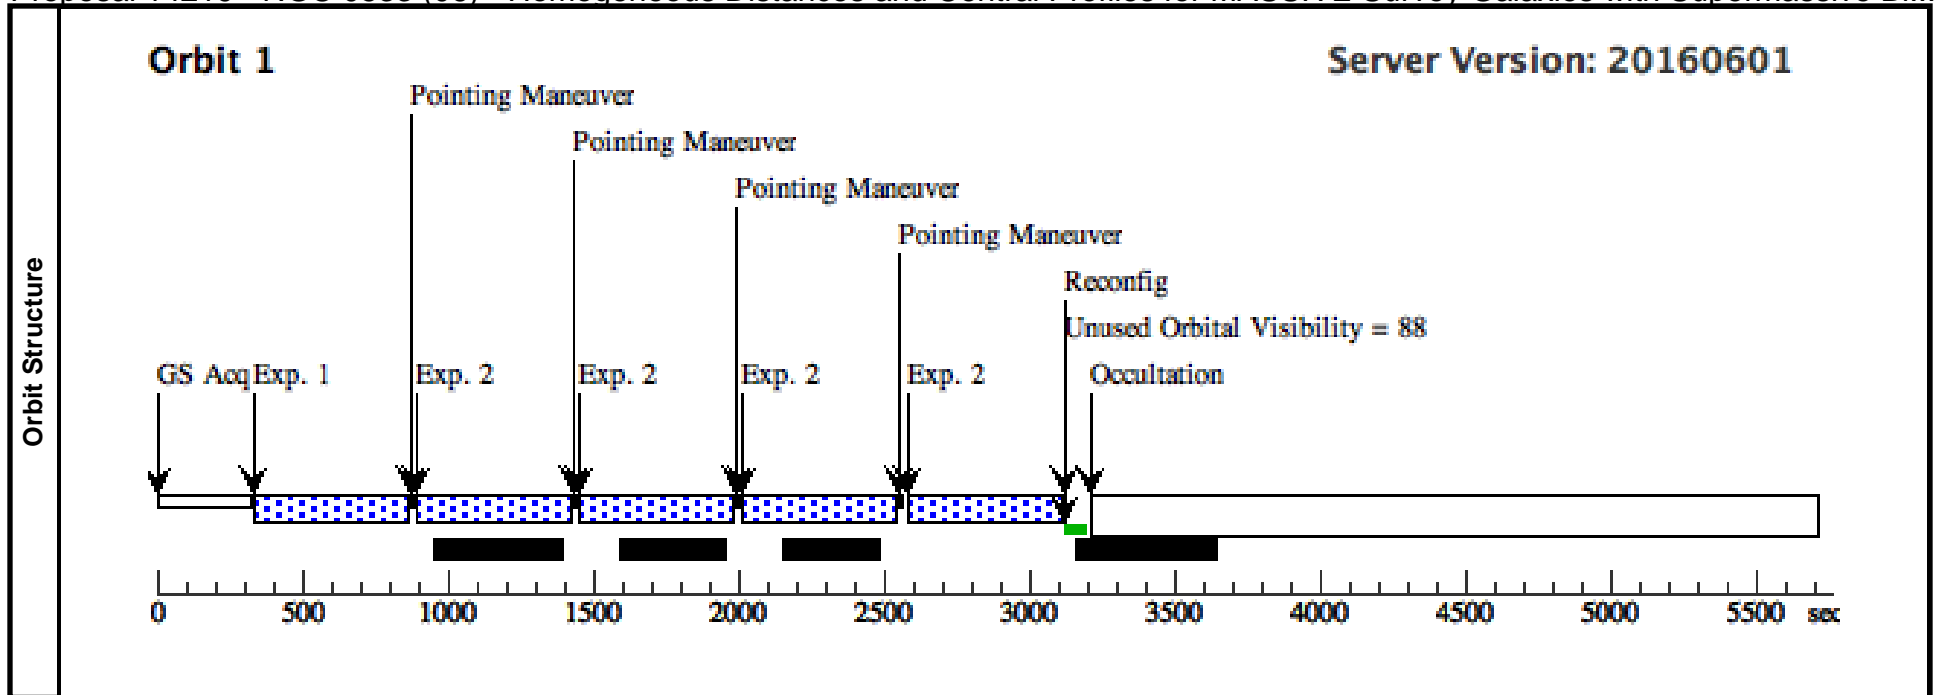 Orbit 1
Server Version: 20160601
Pointing Maneuver
Pointing Maneuver
Pointing Maneuver
Pointing Maneuver
Reconfig
Unused Orbital Visibility = 88
GS Acq Exp. 1 Exp. 2 Exp. 2 Exp. 2 Exp. 2 Occultation
Orbit Structure
0 500 1000 1500 2000 2500 3000 3500 4000 4500 5000 5500 sec